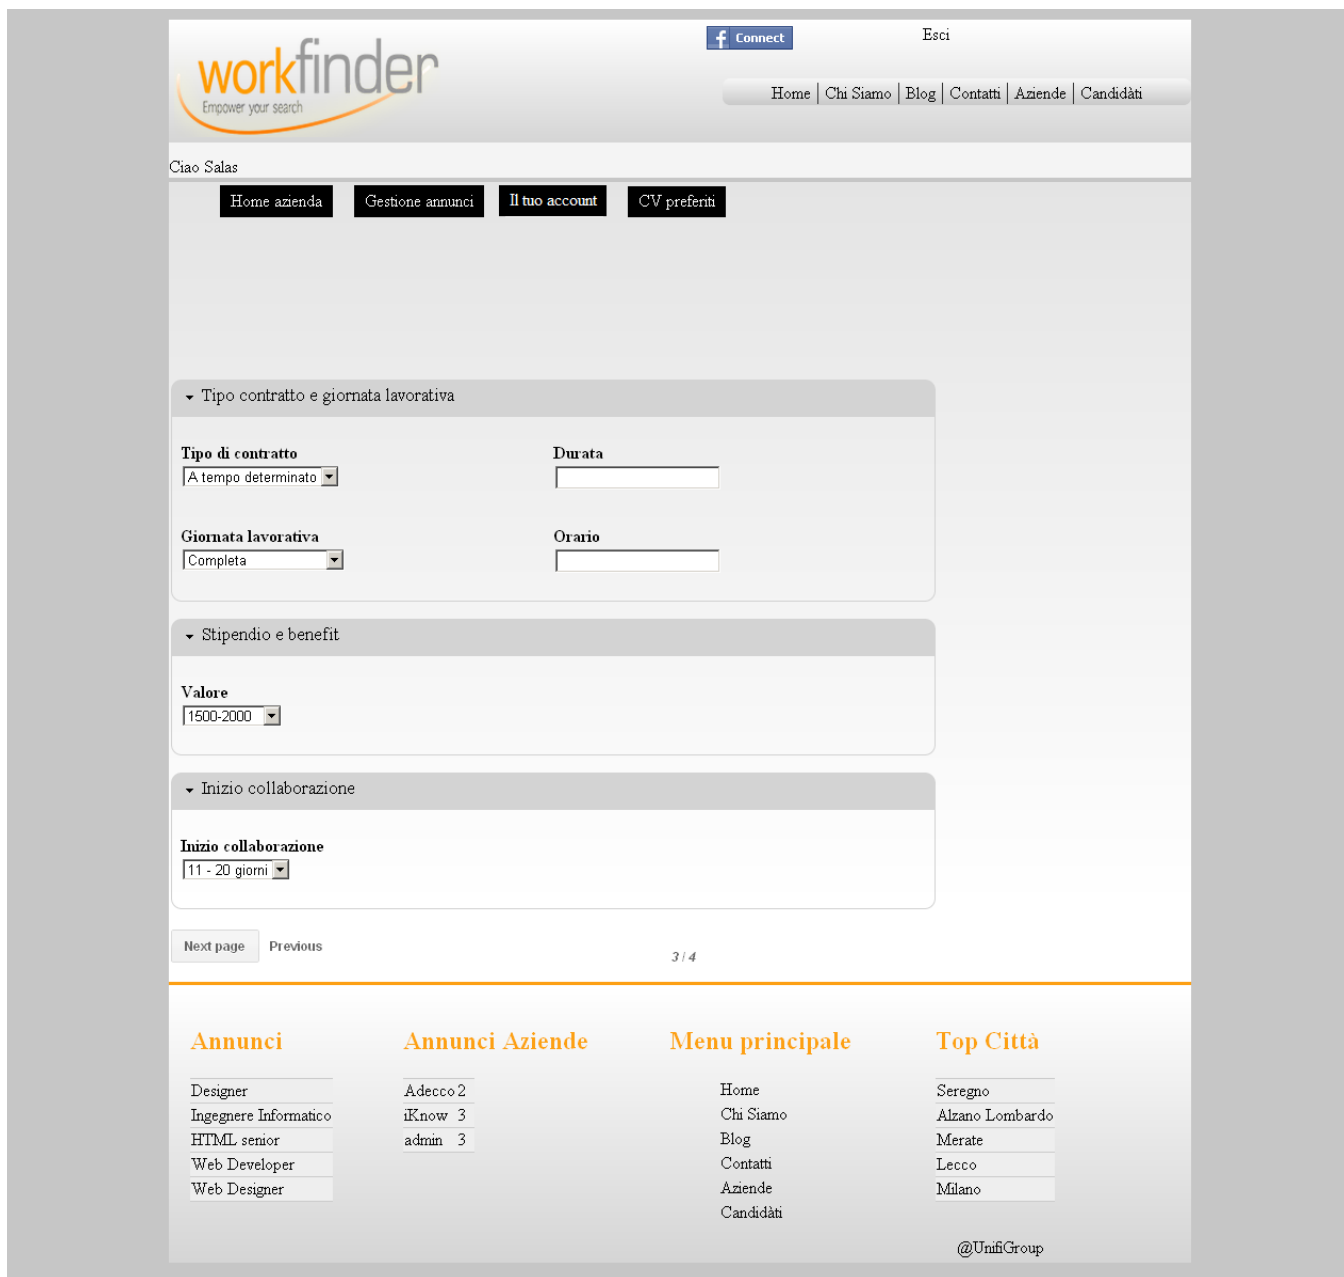 Connect
Esci
workfinder
Empower your search
Home | Chi Siamo | Blog | Contatti | Aziende | Candidàti
Ciao Salas
Home azienda
Gestione annunci
Il tuo account
CV preferiti
Tipo contratto e giornata lavorativa
Tipo di contratto
Durata
A tempo determinato
Giornata lavorativa
Orario
Completa
Stipendio e benefit
Valore
1500-2000
Inizio collaborazione
Inizio collaborazione
11 - 20 giorni
Next page
Previous
3 / 4
Annunci
Designer
Ingegnere Informatico
HTML senior
Web Developer
Web Designer
Annunci Aziende
Adecco 2
iKnow 3
admin 3
Menu principale
Home
Chi Siamo
Blog
Contatti
Aziende
Candidàti
Top Città
Seregno
Alzano Lombardo
Merate
Lecco
Milano
@UnifiGroup